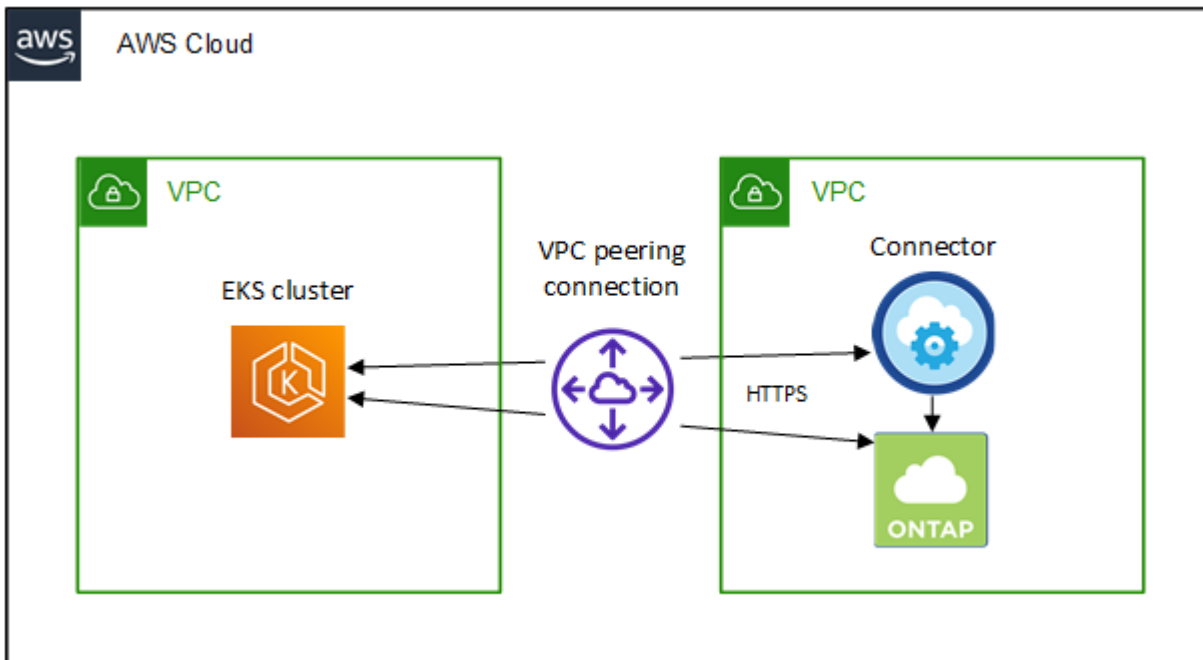 aws
AWS Cloud
VPC
VPC
Connector
VPC peering
connection
EKS cluster
K
HTTPS
ONTAP